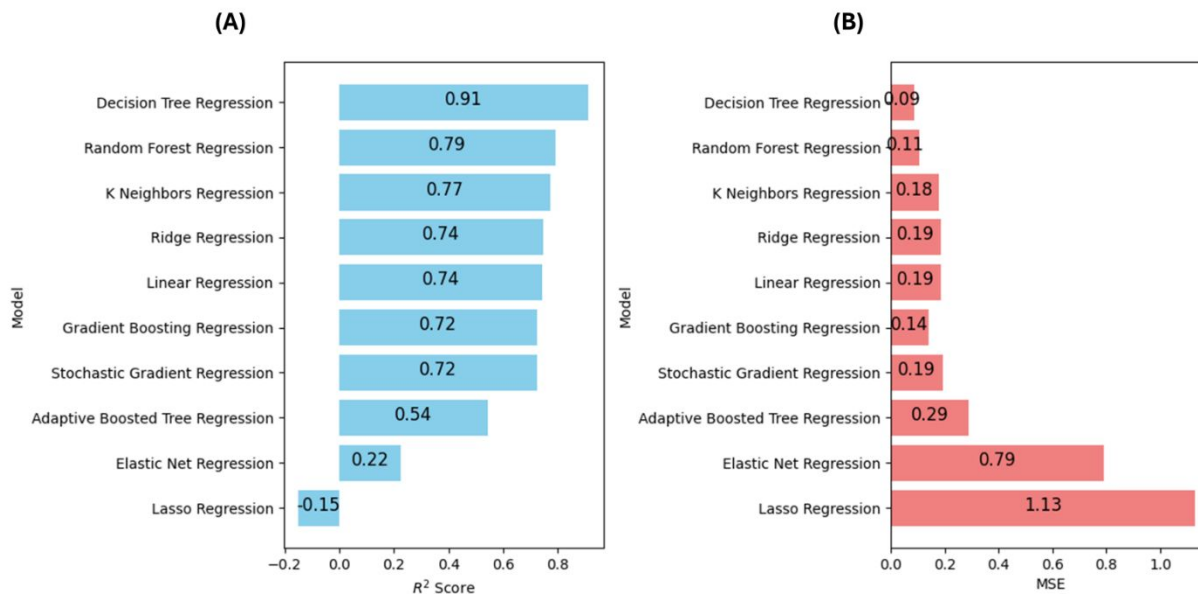 (A)
Model
Decision Tree Regression
0.91
Random Forest Regression
0.79
K Neighbors Regression
0.77
Ridge Regression
0.74
Linear Regression
0.74
Gradient Boosting Regression
0.72
Stochastic Gradient Regression
0.72
Adaptive Boosted Tree Regression
0.54
Elastic Net Regression
0.22
Lasso Regression
-0.15
−0.2 0.0 0.2 0.4 0.6 0.8
R² Score
(B)
Model
Decision Tree Regression
0.09
Random Forest Regression
0.11
K Neighbors Regression
0.18
Ridge Regression
0.19
Linear Regression
0.19
Gradient Boosting Regression
0.14
Stochastic Gradient Regression
0.19
Adaptive Boosted Tree Regression
0.29
Elastic Net Regression
0.79
Lasso Regression
1.13
0.0 0.2 0.4 0.6 0.8 1.0
MSE